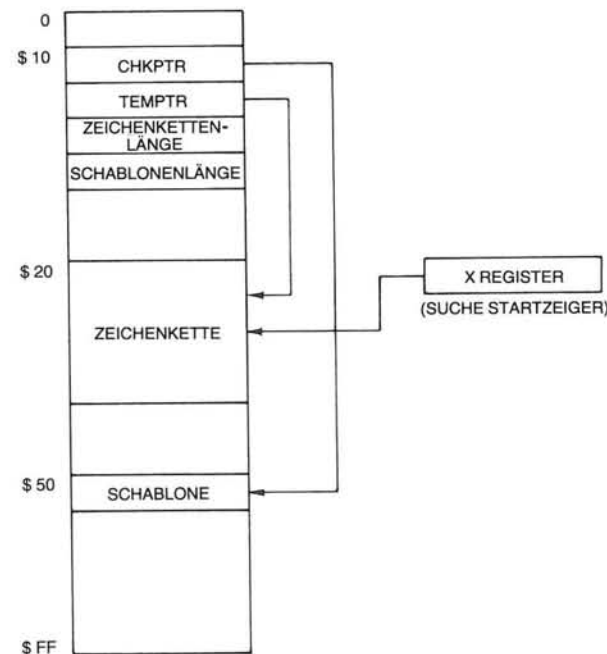 0
$ 10
CHKPTR
TEMPTR
ZEICHENKETTEN-
LÄNGE
SCHABLONENLÄNGE
$ 20
X REGISTER
(SUCHE STARTZEIGER)
ZEICHENKETTE
$ 50
SCHABLONE
$ FF